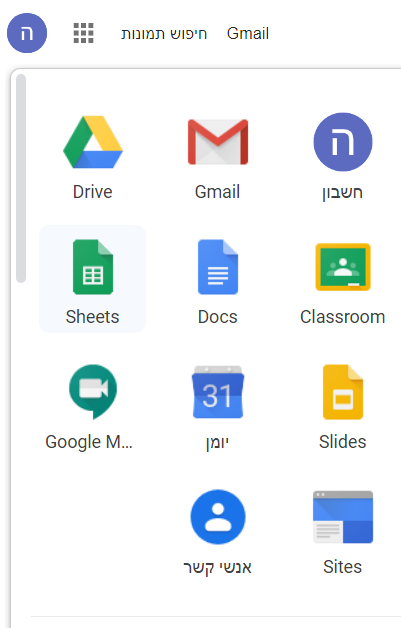 Gmail חיפוש תמונות ה
ה
חשבון Gmail Drive
Classroom Docs Sheets
31
Slides יומן Google M...
Sites אנשי קשר